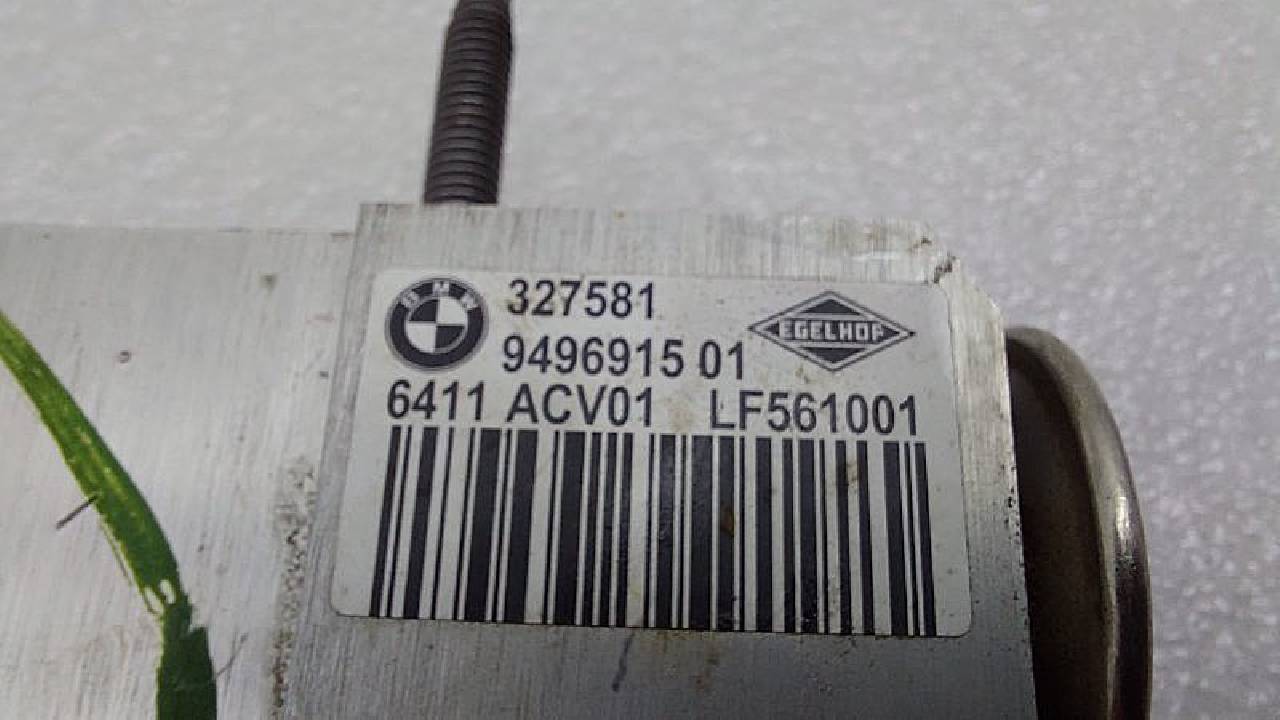 BMW
327581
EGELHOF
9496915 01
6411 ACV01 LF561001